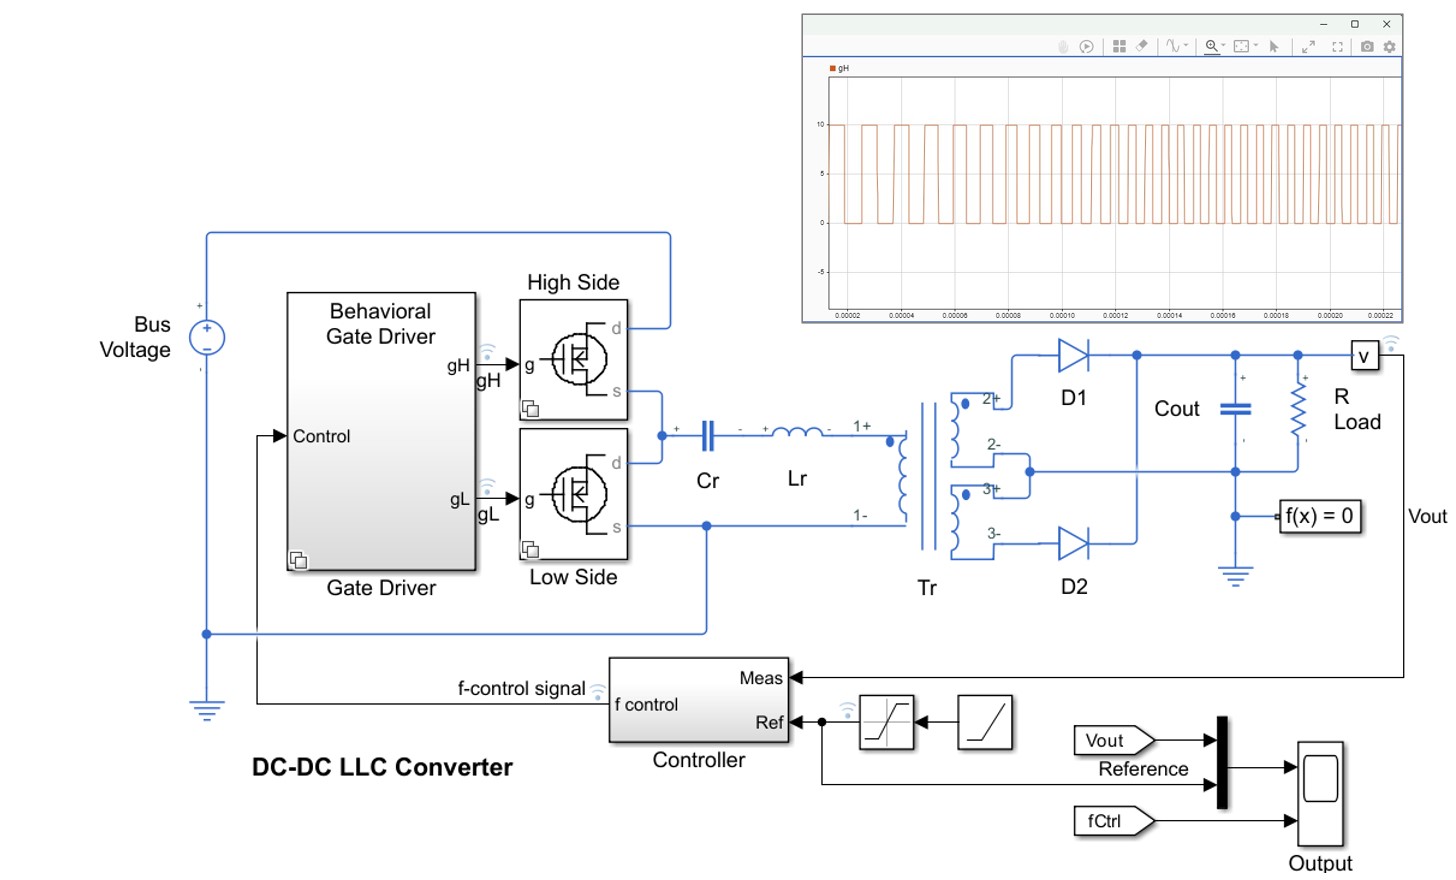 gH
10
5
0
-5
0.00002
0.00004
0.00006
0.00008
0.00010
0.00012
0.00014
0.00016
0.00018
0.00020
0.00022
Bus
Voltage
+
+
-
Behavioral
Gate Driver
gH
gL
Control
Gate Driver
gH
gL
High Side
g
d
s
g
d
s
Low Side
+
-
Cr
+
-
Lr
1+
1-
2+
2-
3+
3-
Tr
D1
D2
Cout
+
+
R
Load
v
f(x) = 0
Vout
f-control signal
f control
Meas
Ref
Controller
DC-DC LLC Converter
Vout
Reference
fCtrl
Output